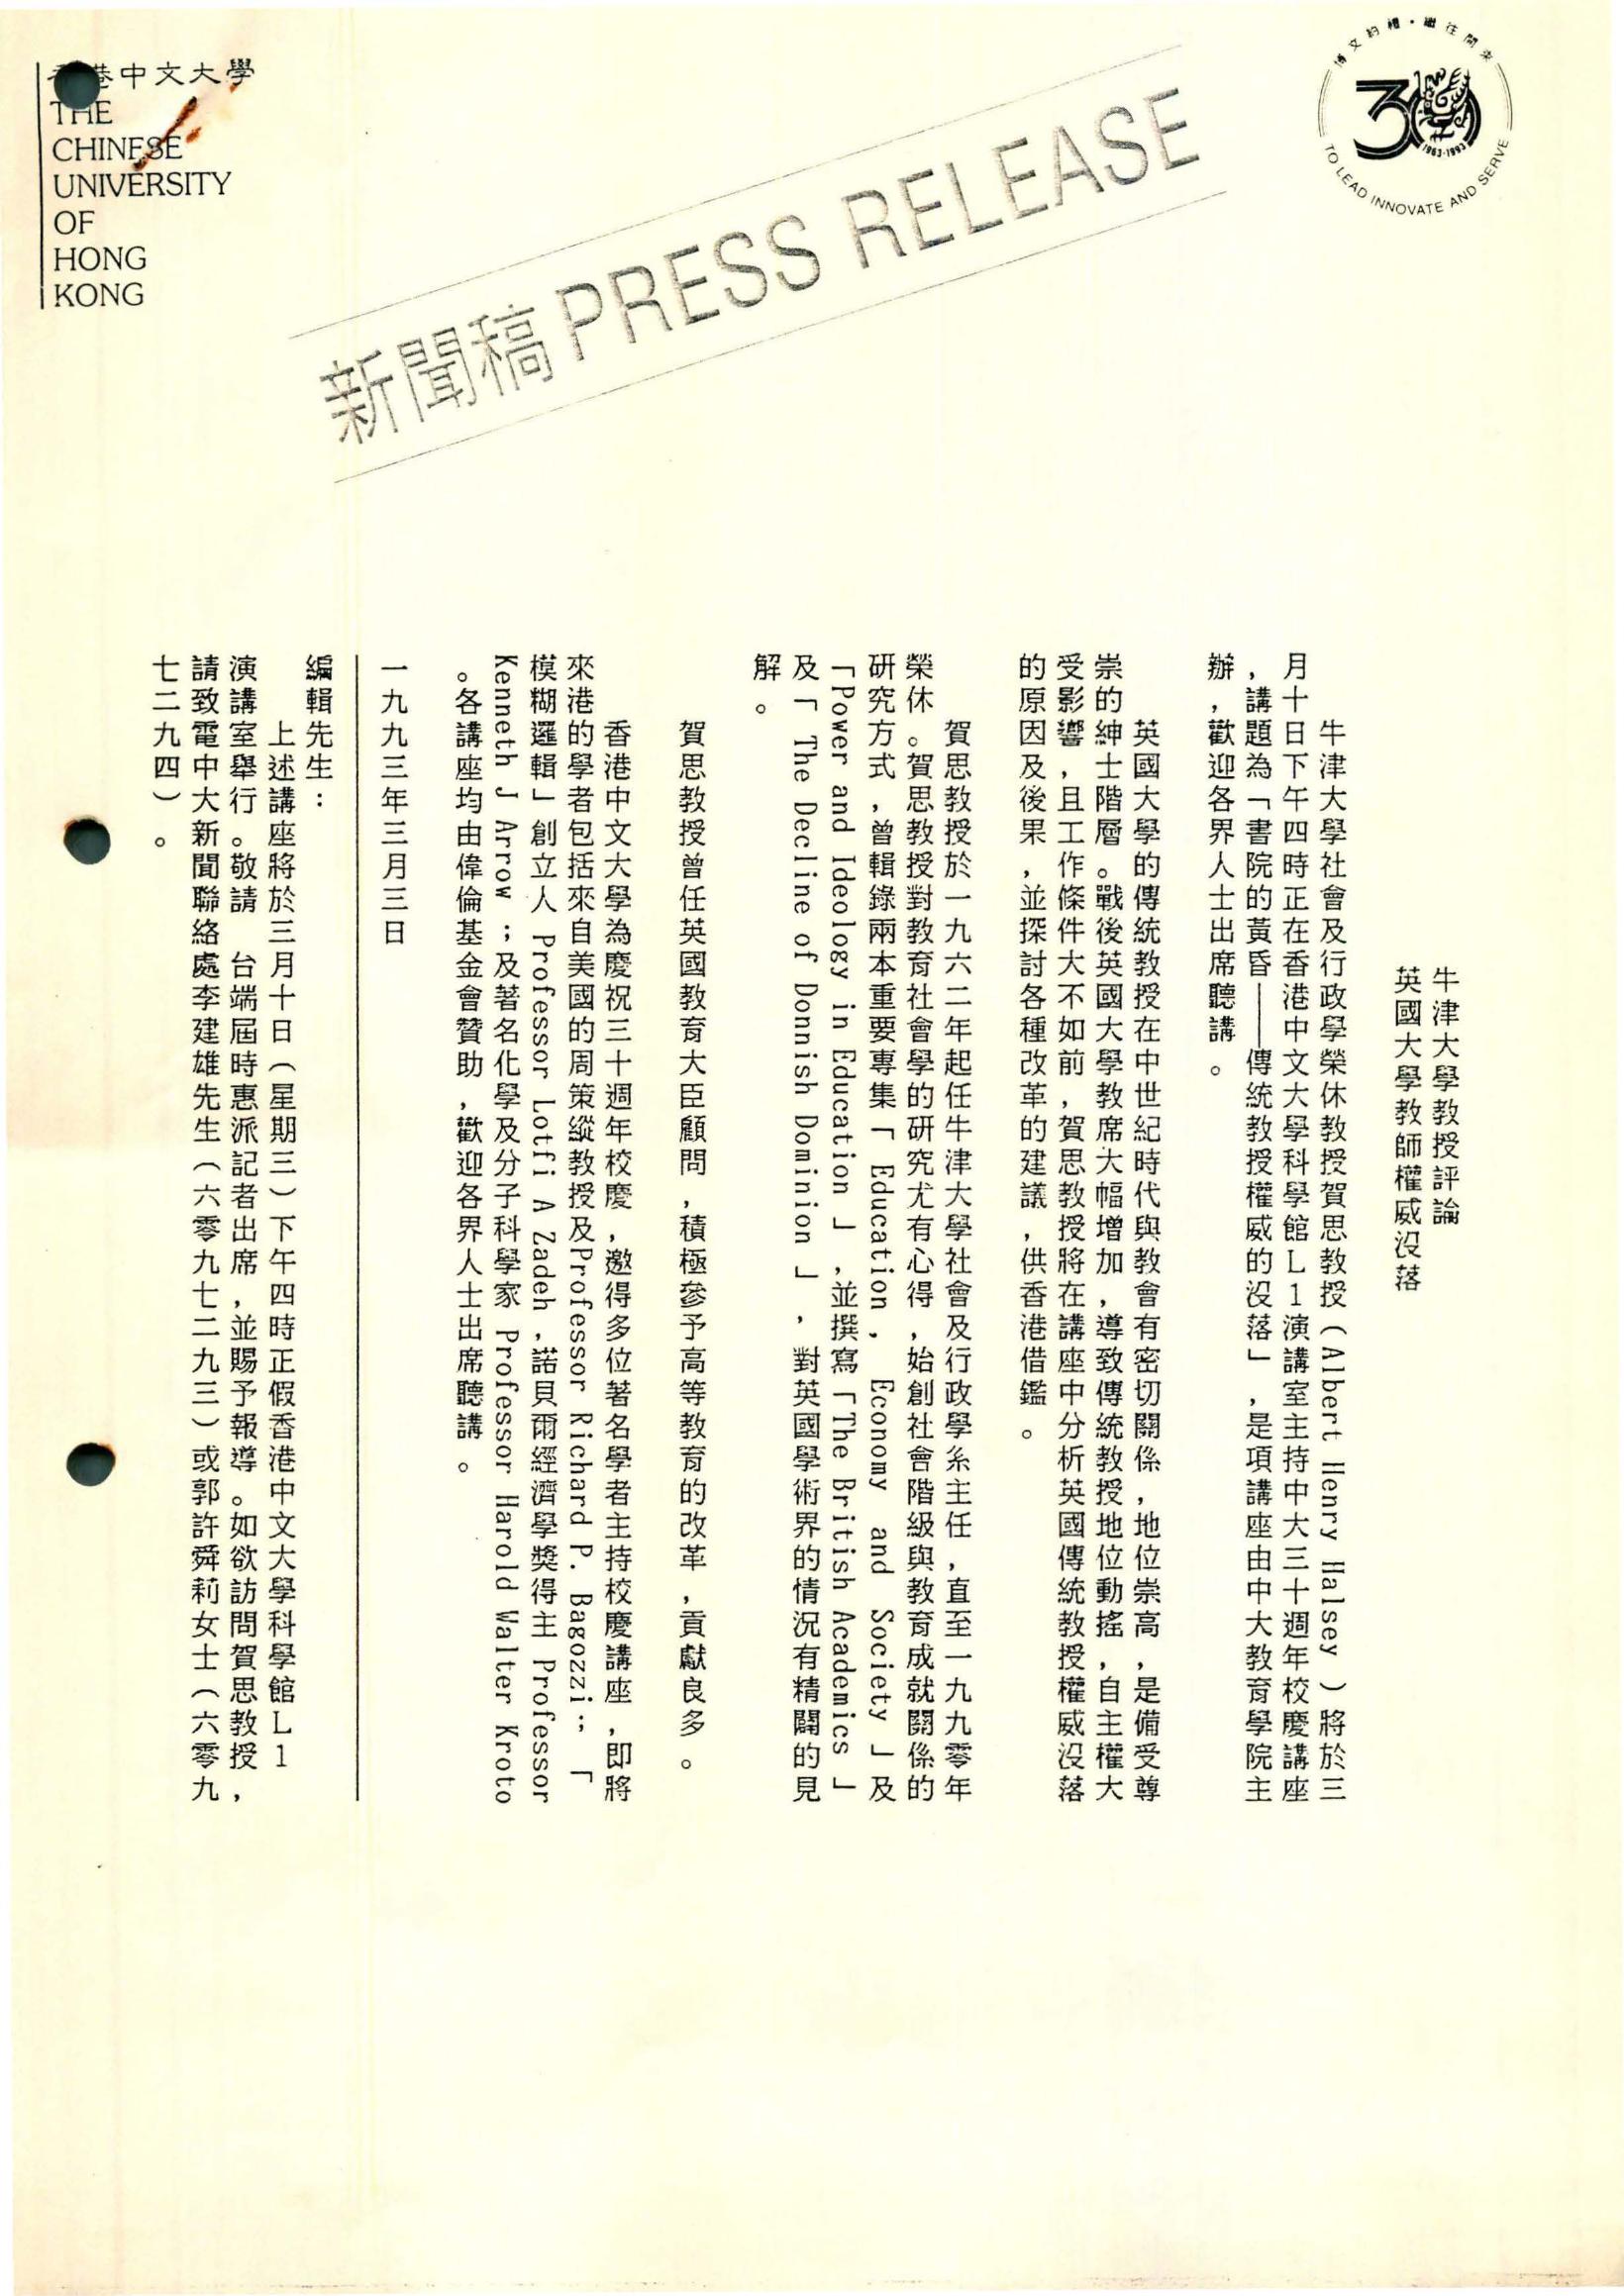 香港中文大學
THE
CHINESE
UNIVERSITY
OF
HONG
KONG
新聞稿 PRESS RELEASE
博文約禮・繼往開來
30
1963-1993
TO LEAD INNOVATE AND SERVE
牛津大學教授評論
英國大學教師權威沒落
牛津大學社會及行政學榮休教授賀思教授（Albert Henry Halsey）將於三
月十日下午四時正在香港中文大學科學館L1演講室主持中大三十週年校慶講座
，講題為「書院的黃昏——傳統教授權威的沒落」，是項講座由中大教育學院主
辦，歡迎各界人士出席聽講。
英國大學的傳統教授在中世紀時代與教會有密切關係，地位崇高，是備受尊
崇的紳士階層。戰後英國大學教席大幅增加，導致傳統教授地位動搖，自主權大
受影響，且工作條件大不如前，賀思教授將在講座中分析英國傳統教授權威沒落
的原因及後果，並探討各種改革的建議，供香港借鑑。
賀思教授於一九六二年起任牛津大學社會及行政學系主任，直至一九九零年
榮休。賀思教授對教育社會學的研究尤有心得，始創社會階級與教育成就關係的
研究方式，曾輯錄兩本重要專集「Education, Economy and Society」及
「Power and Ideology in Education」，並撰寫「The British Academics」
及「The Decline of Donnish Dominion」，對英國學術界的情況有精闢的見
解。
賀思教授曾任英國教育大臣顧問，積極參予高等教育的改革，貢獻良多。
香港中文大學為慶祝三十週年校慶，邀得多位著名學者主持校慶講座，即將
來港的學者包括來自美國的周策縱教授及Professor Richard P. Bagozzi；「
模糊邏輯」創立人 Professor Lotfi A Zadeh，諾貝爾經濟學獎得主 Professor
Kenneth J Arrow；及著名化學及分子科學家 Professor Harold Walter Kroto
。各講座均由偉倫基金會贊助，歡迎各界人士出席聽講。
一九九三年三月三日
編輯先生：
上述講座將於三月十日（星期三）下午四時正假香港中文大學科學館L1
演講室舉行。敬請 台端屆時惠派記者出席，並賜予報導。如欲訪問賀思教授，
請致電中大新聞聯絡處李建雄先生（六零九七二九三）或郭許舜莉女士（六零九
七二九四）。